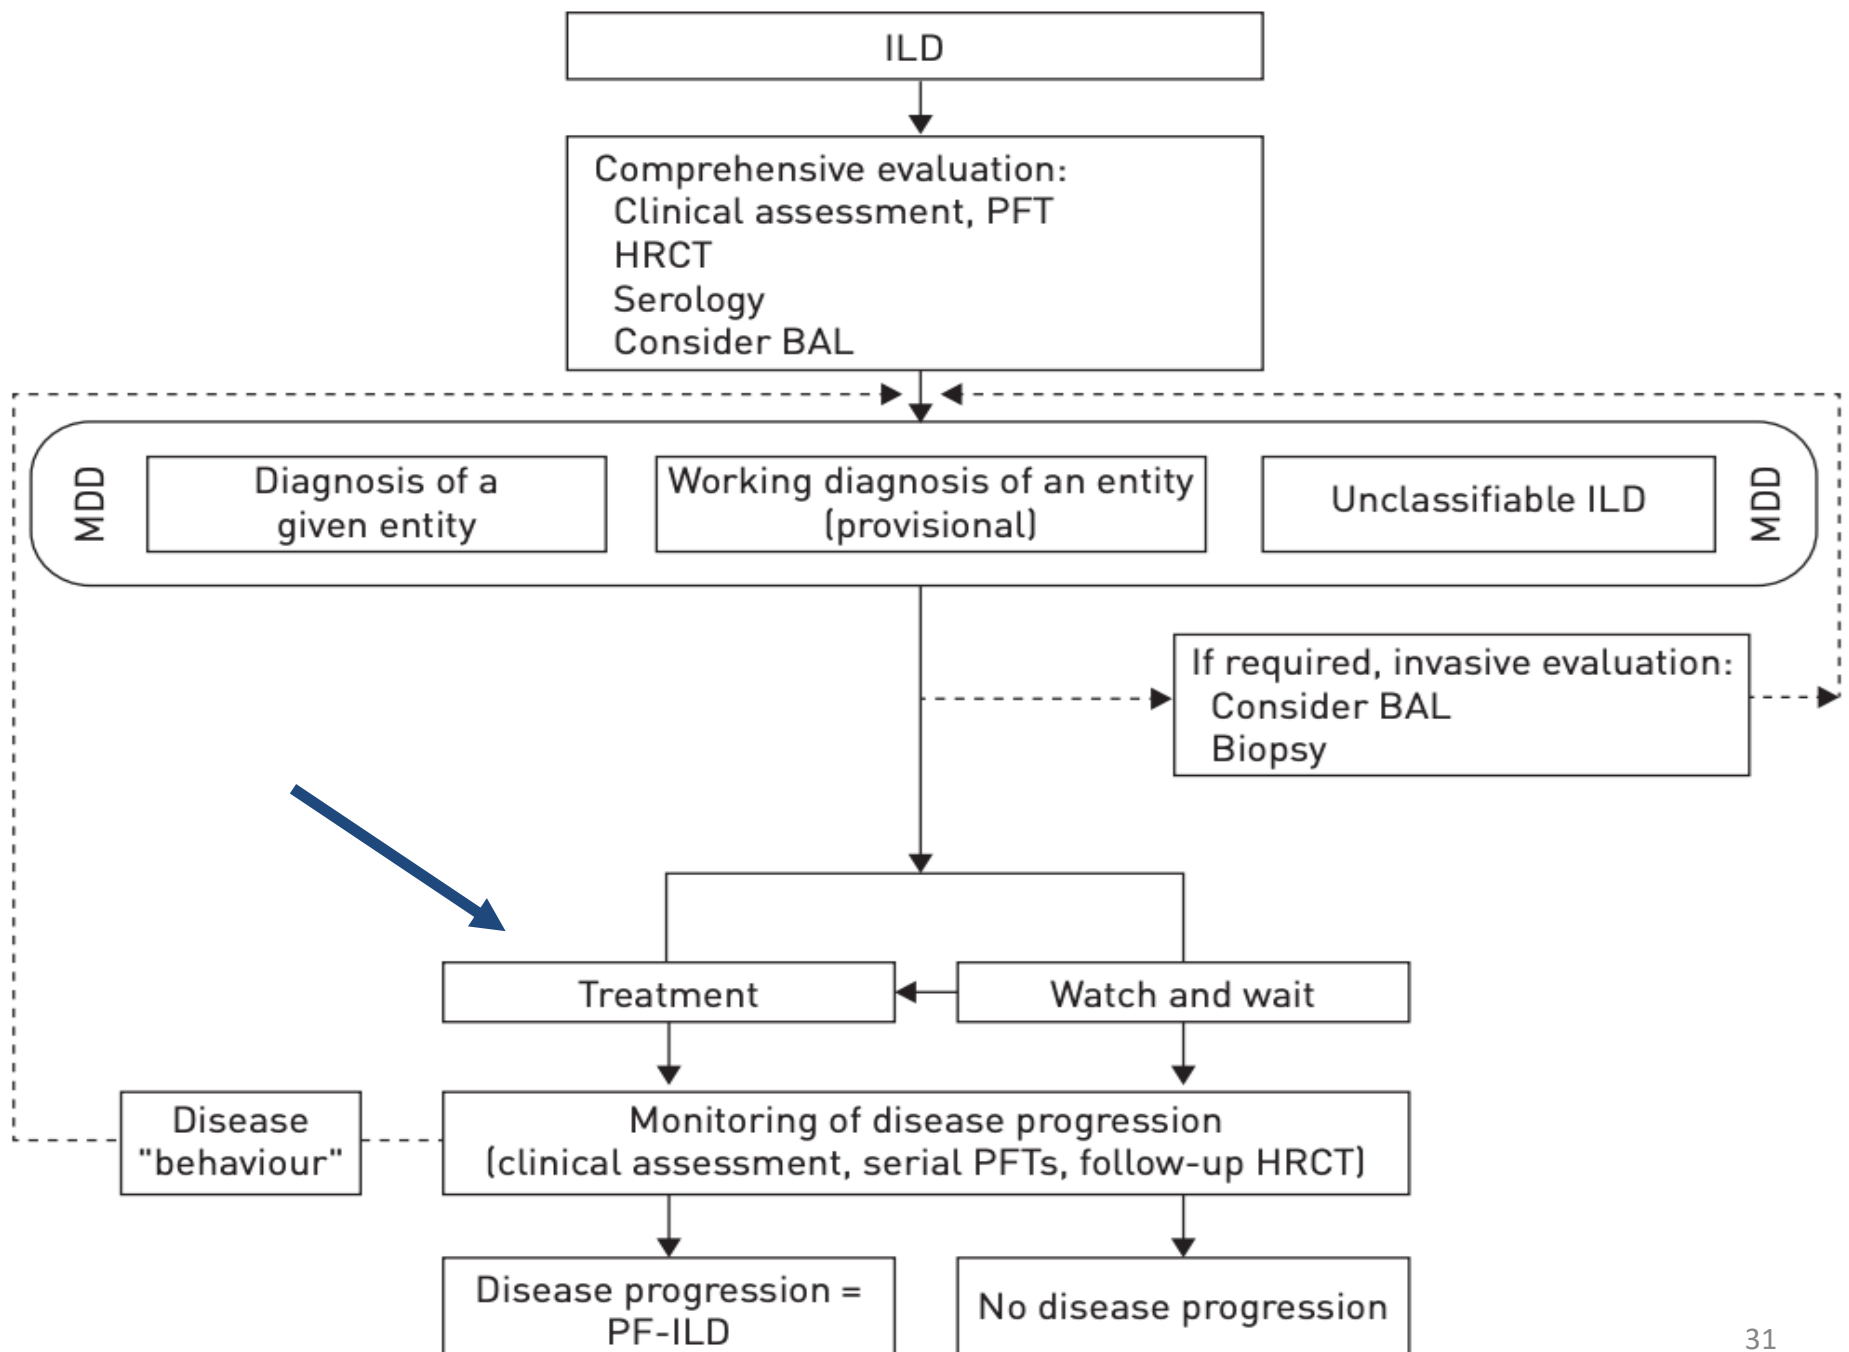 ILD
Comprehensive evaluation:
Clinical assessment, PFT
HRCT
Serology
Consider BAL
MDD
Diagnosis of a
given entity
Working diagnosis of an entity
(provisional)
Unclassifiable ILD
MDD
If required, invasive evaluation:
Consider BAL
Biopsy
Treatment
Watch and wait
Disease
"behaviour"
Monitoring of disease progression
(clinical assessment, serial PFTs, follow-up HRCT)
Disease progression =
PF-ILD
No disease progression
31